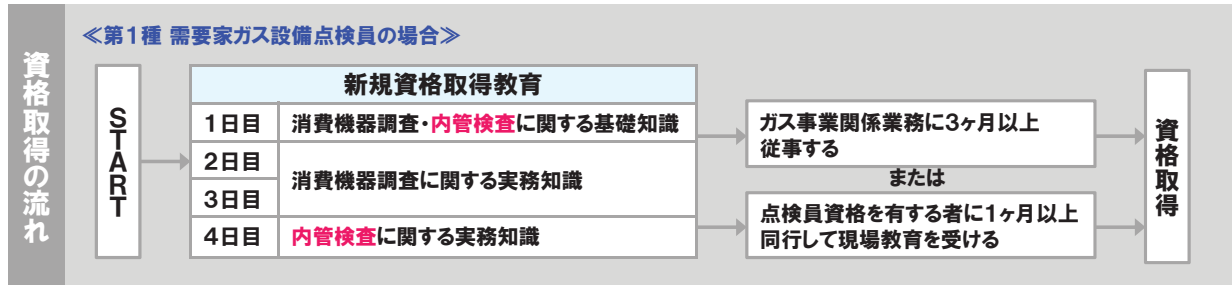 資格取得の流れ
≪第1種 需要家ガス設備点検員の場合≫
START
新規資格取得教育
1日目 消費機器調査・内管検査に関する基礎知識
2日目
3日目
消費機器調査に関する実務知識
4日目 内管検査に関する実務知識
ガス事業関係業務に3ヶ月以上
従事する
または
点検員資格を有する者に1ヶ月以上
同行して現場教育を受ける
資格取得